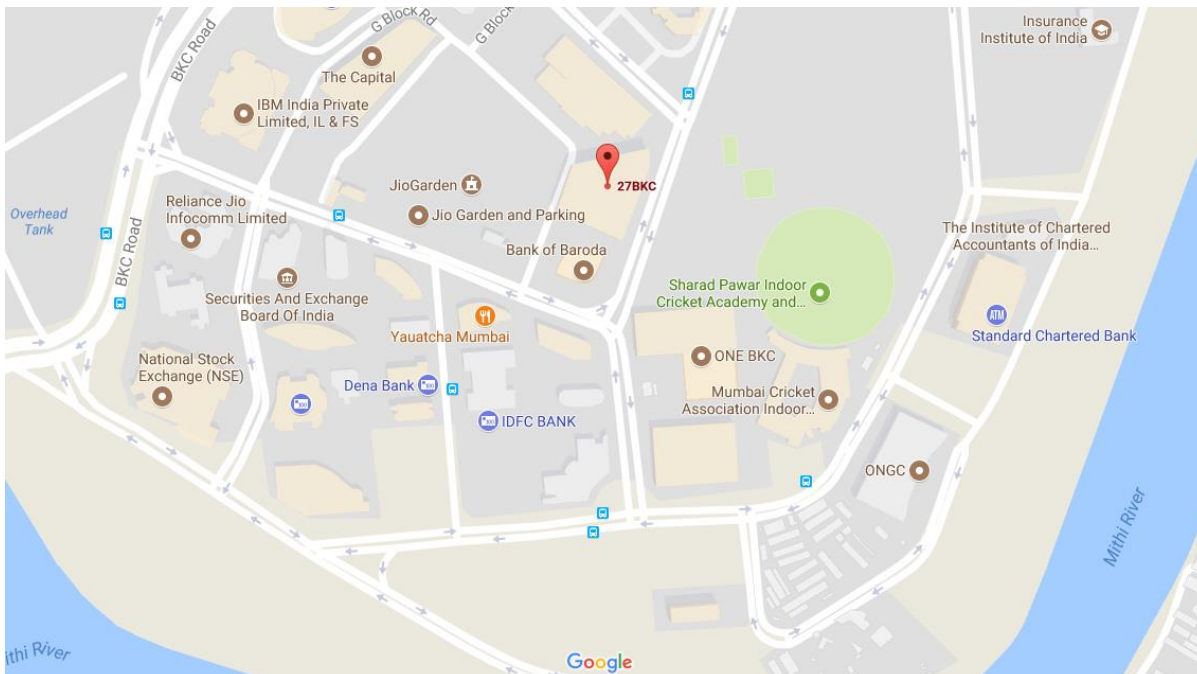 G Block Rd
G Block
BKC Road
Insurance
Institute of India
The Capital
IBM India Private
Limited, IL & FS
27BKC
JioGarden
Jio Garden and Parking
Reliance Jio
Infocomm Limited
Overhead
Tank
BKC Road
Bank of Baroda
The Institute of Chartered
Accountants of India...
Securities And Exchange
Board Of India
Sharad Pawar Indoor
Cricket Academy and...
Yauatcha Mumbai
ATM
Standard Chartered Bank
National Stock
Exchange (NSE)
ONE BKC
Dena Bank
Mumbai Cricket
Association Indoor...
IDFC BANK
ONGC
Mithi River
ithi River
Google